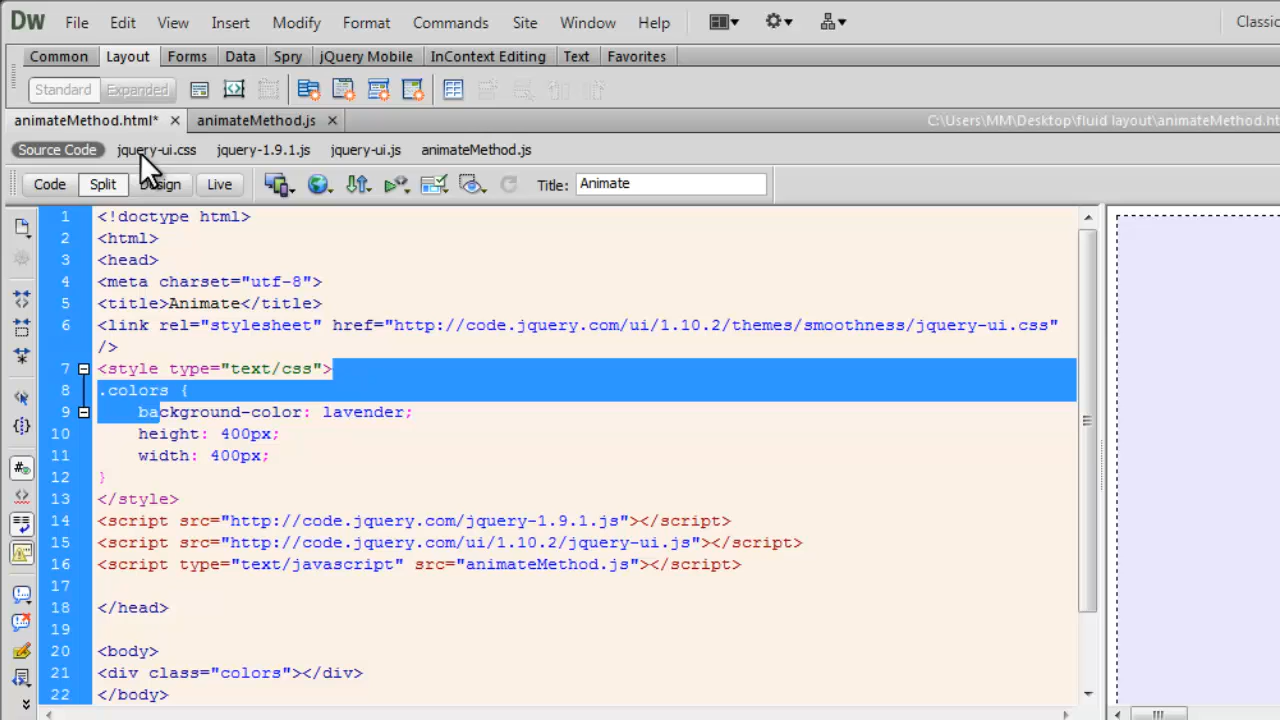 Dw File Edit View Insert Modify Format Commands Site Window Help Classic
Common Layout Forms Data Spry jQuery Mobile InContext Editing Text Favorites
Standard Expanded
animateMethod.html* × animateMethod.js × C:\Users\MM\Desktop\fluid layout\animateMethod.ht
Source Code jquery-ui.css jquery-1.9.1.js jquery-ui.js animateMethod.js
Code Split Design Live Title: Animate
1 <!doctype html>
2 <html>
3 <head>
4 <meta charset="utf-8">
5 <title>Animate</title>
6 <link rel="stylesheet" href="http://code.jquery.com/ui/1.10.2/themes/smoothness/jquery-ui.css"
/>
7 <style type="text/css">
8 .colors {
9 background-color: lavender;
10 height: 400px;
11 width: 400px;
12 }
13 </style>
14 <script src="http://code.jquery.com/jquery-1.9.1.js"></script>
15 <script src="http://code.jquery.com/ui/1.10.2/jquery-ui.js"></script>
16 <script type="text/javascript" src="animateMethod.js"></script>
17
18 </head>
19
20 <body>
21 <div class="colors"></div>
22 </body>